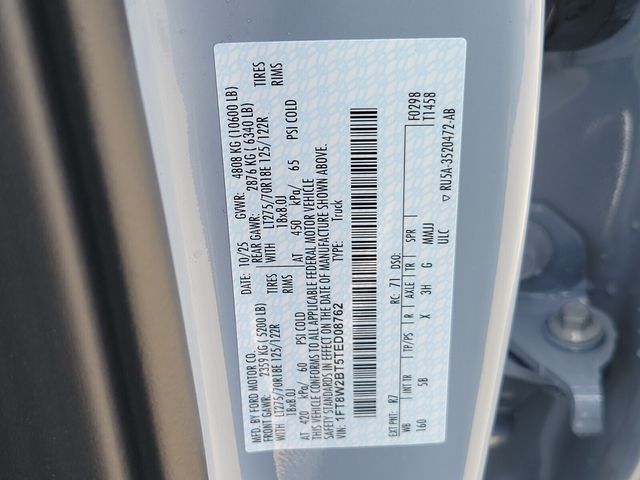 MFD. BY FORD MOTOR CO.
DATE: 10/25 GVWR: 4808 KG (10600 LB)
FRONT GAWR: 2359 KG (5200 LB) REAR GAWR: 2876 KG (6340 LB)
LT275/70R18E 125/122R TIRES WITH LT275/70R18E 125/122R TIRES
18x8.0J RIMS 18x8.0J RIMS
AT 420 kPa/ 60 PSI COLD AT 450 kPa/ 65 PSI COLD
THIS VEHICLE CONFORMS TO ALL APPLICABLE FEDERAL MOTOR VEHICLE
SAFETY STANDARDS IN EFFECT ON THE DATE OF MANUFACTURE SHOWN ABOVE.
VIN: 1FT8W2BT5TED08762
TYPE: Truck
F0298
T1458
EXT PNT: RC: 71 DSO:
WB INT TR TP/PS R AXLE TR SPR
160 5B X 3H G MMJJ
ULC
RU5A-3520472-AB